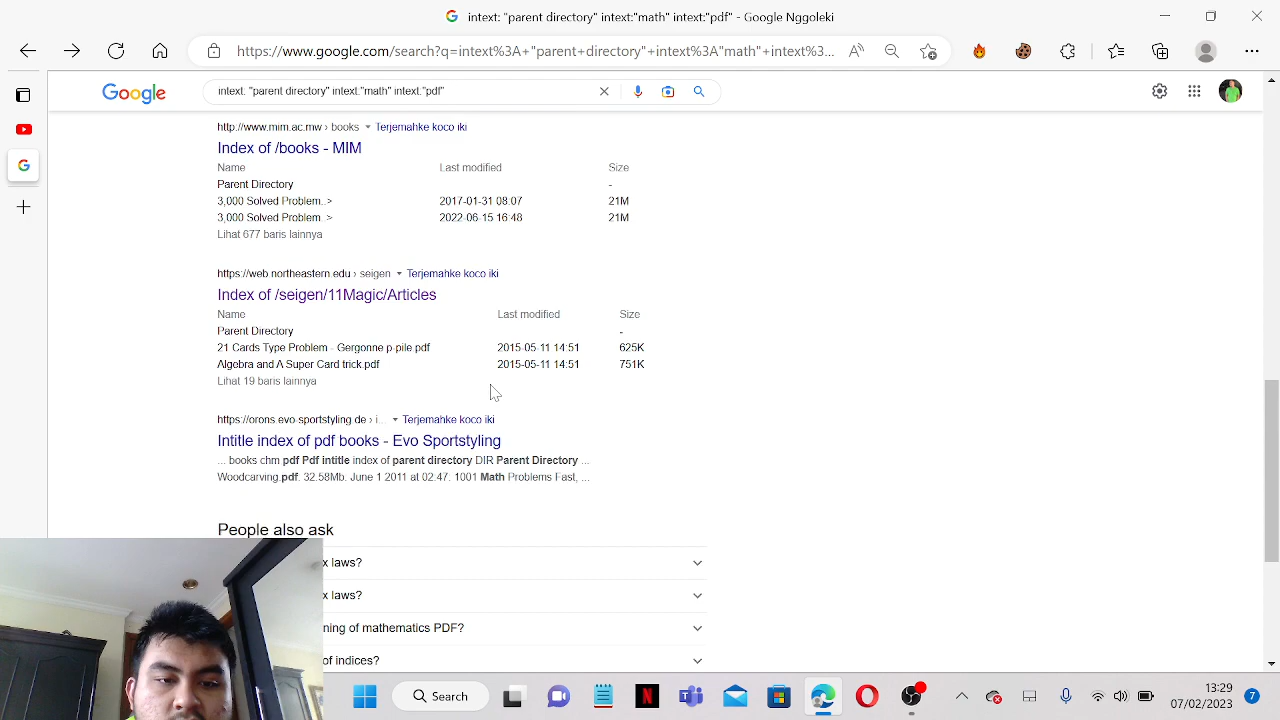 intext: "parent directory" intext:"math" intext:"pdf" - Google Nggoleki
https://www.google.com/search?q=intext%3A+"parent+directory"+intext%3A"math"+intext%3...
Google
intext: "parent directory" intext:"math" intext:"pdf"
http://www.mim.ac.mw › books Terjemahke koco iki
Index of /books - MIM
Name Last modified Size
Parent Directory -
3,000 Solved Problem..> 2017-01-31 08:07 21M
3,000 Solved Problem..> 2022-06-15 16:48 21M
Lihat 677 baris lainnya
https://web.northeastern.edu › seigen Terjemahke koco iki
Index of /seigen/11Magic/Articles
Name Last modified Size
Parent Directory -
21 Cards Type Problem - Gergonne p-pile.pdf 2015-05-11 14:51 625K
Algebra and A Super Card trick.pdf 2015-05-11 14:51 751K
Lihat 19 baris lainnya
https://orons.evo-sportstyling.de › i... Terjemahke koco iki
Intitle index of pdf books - Evo Sportstyling
... books chm pdf Pdf intitle index of parent directory DIR Parent Directory ...
Woodcarving.pdf. 32.58Mb. June 1 2011 at 02:47. 1001 Math Problems Fast, ...
People also ask
x laws?
x laws?
ning of mathematics PDF?
of indices?
Search
13:29
07/02/2023
7